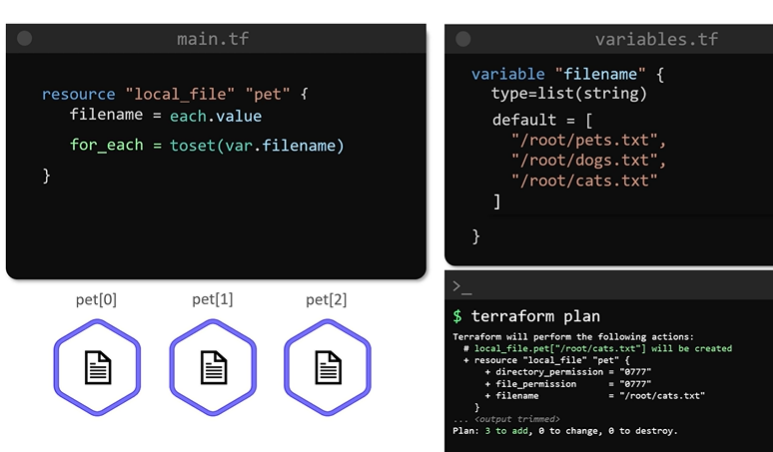 main.tf
resource "local_file" "pet" {
filename = each.value
for_each = toset(var.filename)
}
pet[0] pet[1] pet[2]
variables.tf
variable "filename" {
type=list(string)
default = [
"/root/pets.txt",
"/root/dogs.txt",
"/root/cats.txt"
]
}
>_
$ terraform plan
Terraform will perform the following actions:
# local_file.pet["/root/cats.txt"] will be created
+ resource "local_file" "pet" {
+ directory_permission = "0777"
+ file_permission = "0777"
+ filename = "/root/cats.txt"
}
... <output trimmed>
Plan: 3 to add, 0 to change, 0 to destroy.